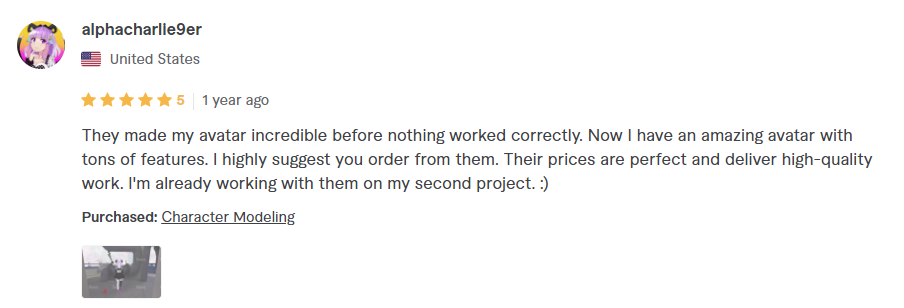 alphacharlie9er
United States
5 1 year ago
They made my avatar incredible before nothing worked correctly. Now I have an amazing avatar with
tons of features. I highly suggest you order from them. Their prices are perfect and deliver high-quality
work. I'm already working with them on my second project. :)
Purchased: Character Modeling